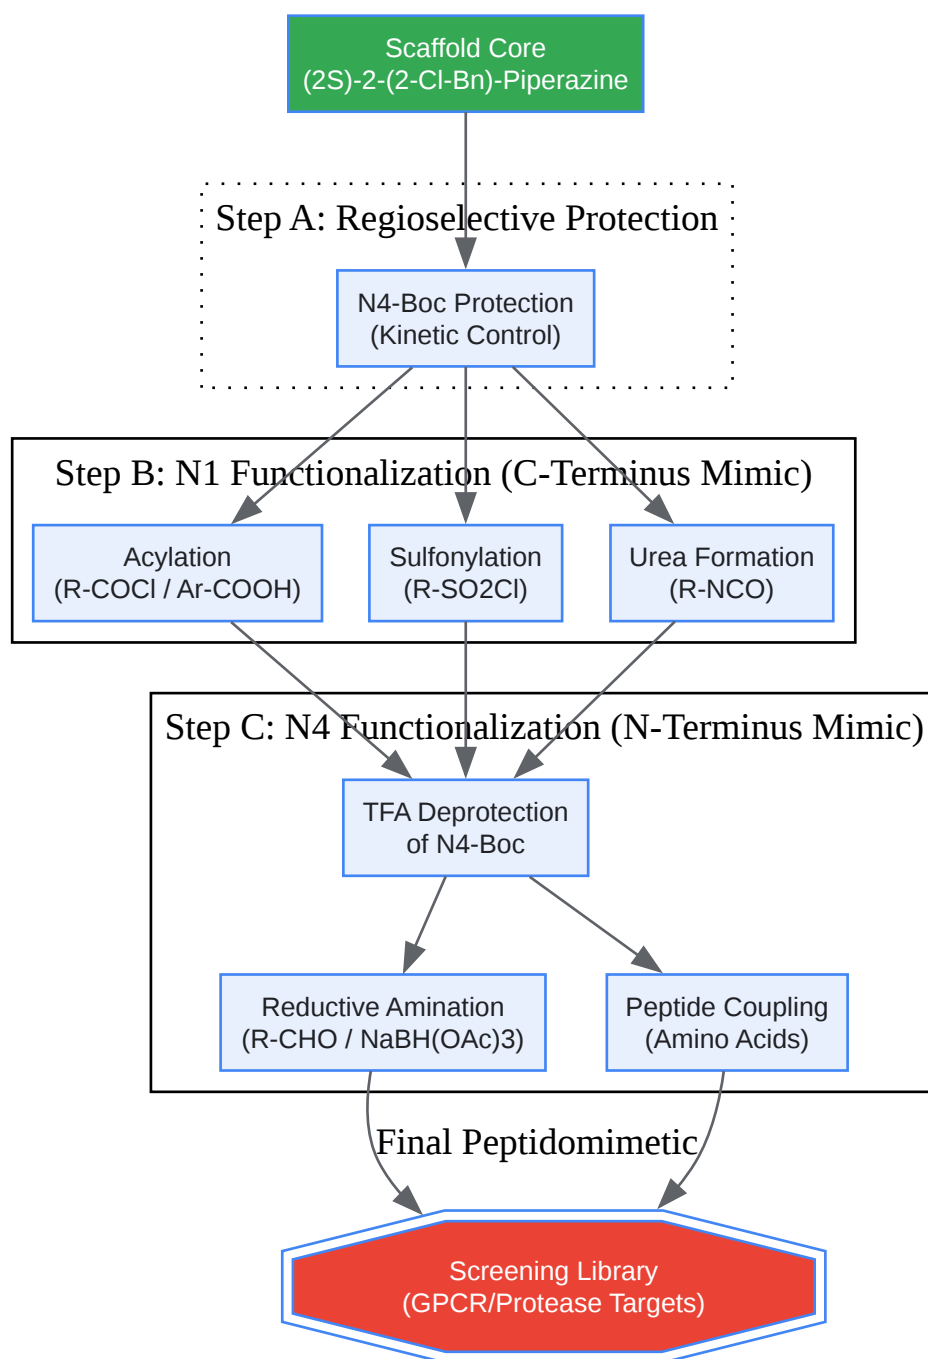 Scaffold Core
(2S)-2-(2-Cl-Bn)-Piperazine
Step A: Regioselective Protection
N4-Boc Protection
(Kinetic Control)
Step B: N1 Functionalization (C-Terminus Mimic)
Acylation
(R-COCl / Ar-COOH)
Sulfonylation
(R-SO2Cl)
Urea Formation
(R-NCO)
Step C: N4 Functionalization (N-Terminus Mimic)
TFA Deprotection
of N4-Boc
Reductive Amination
(R-CHO / NaBH(OAc)3)
Peptide Coupling
(Amino Acids)
Final Peptidomimetic
Screening Library
(GPCR/Protease Targets)